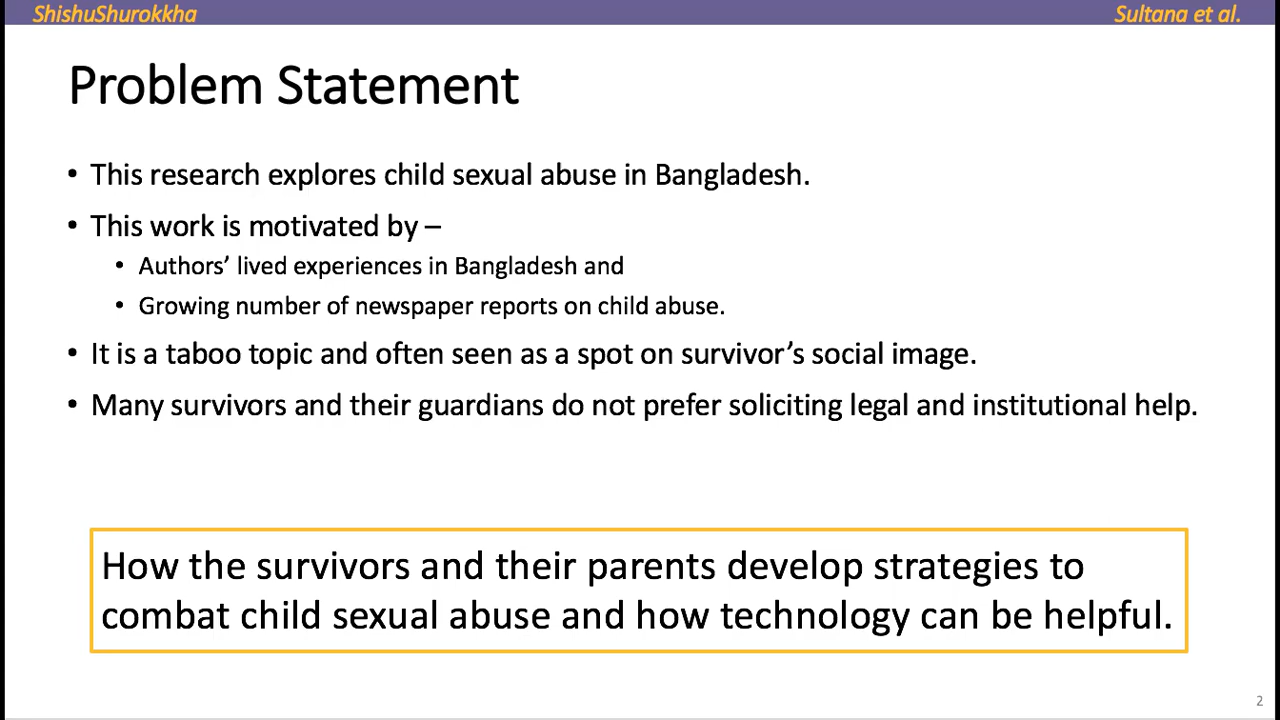 ShishuShurokkha
Sultana et al.
Problem Statement
• This research explores child sexual abuse in Bangladesh.
• This work is motivated by –
• Authors’ lived experiences in Bangladesh and
• Growing number of newspaper reports on child abuse.
• It is a taboo topic and often seen as a spot on survivor’s social image.
• Many survivors and their guardians do not prefer soliciting legal and institutional help.
How the survivors and their parents develop strategies to
combat child sexual abuse and how technology can be helpful.
2